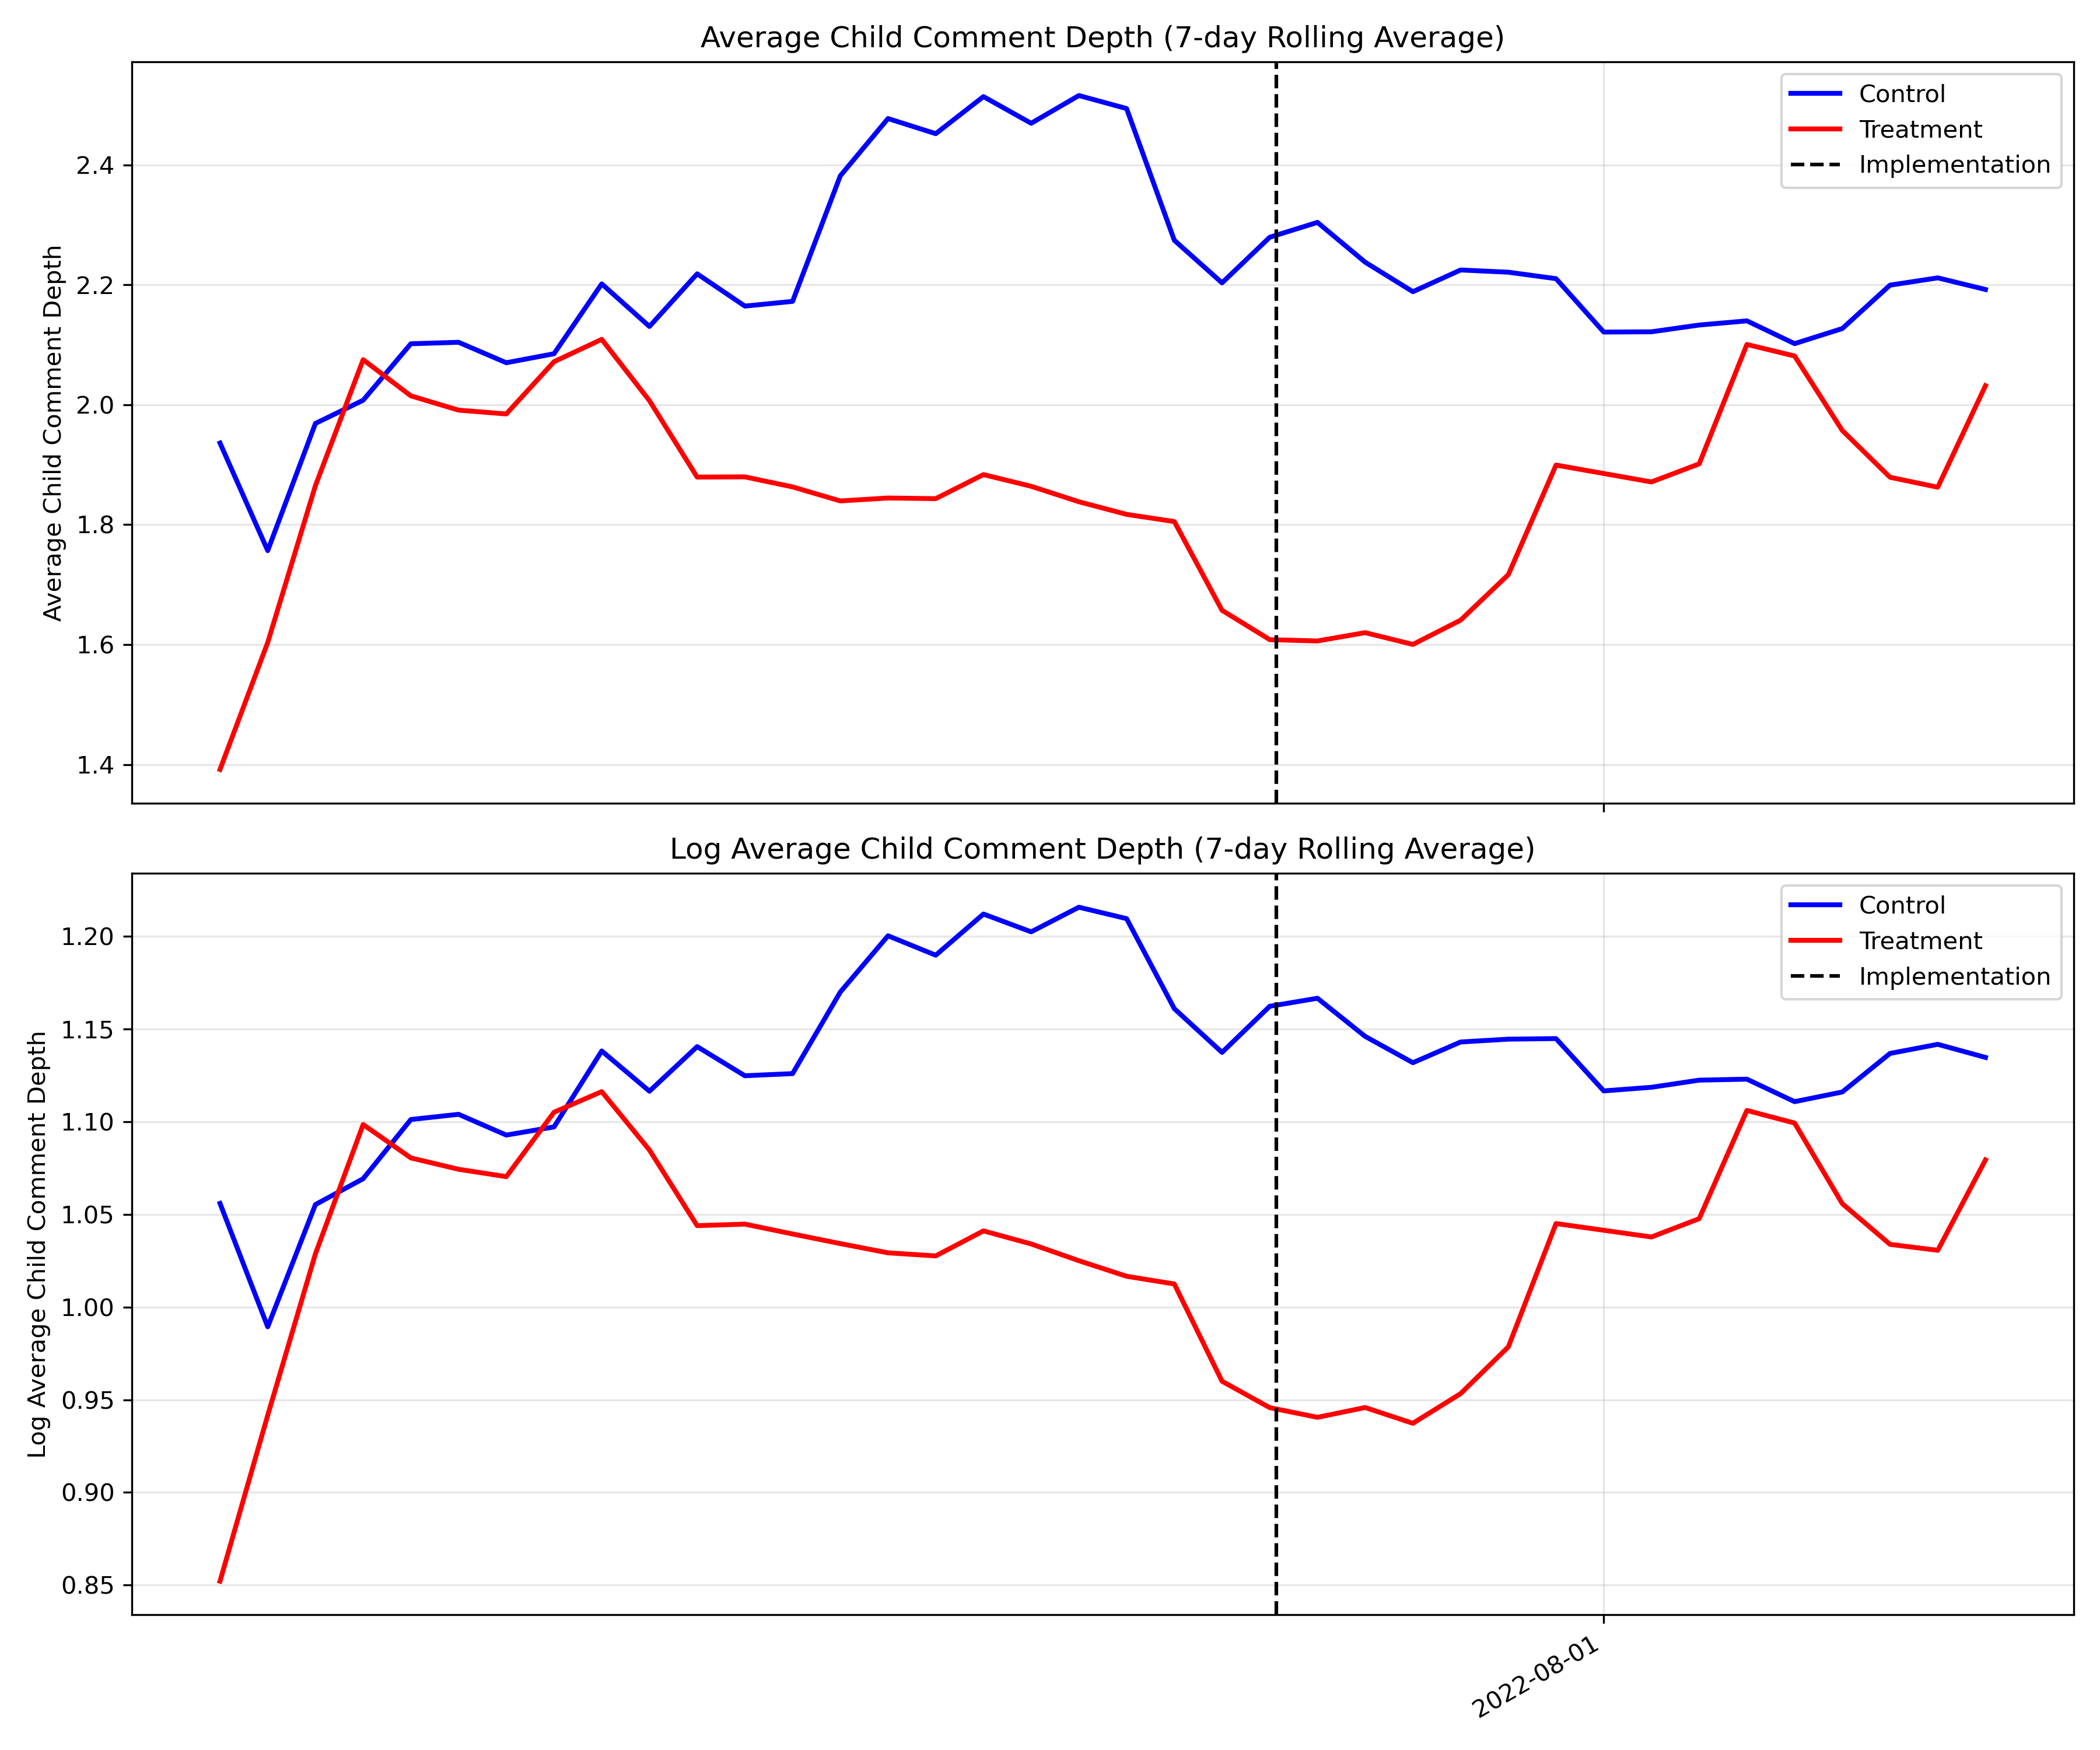 Average Child Comment Depth (7-day Rolling Average)
Average Child Comment Depth
2.4
2.2
2.0
1.8
1.6
1.4
Control
Treatment
Implementation
Log Average Child Comment Depth (7-day Rolling Average)
Log Average Child Comment Depth
1.20
1.15
1.10
1.05
1.00
0.95
0.90
0.85
Control
Treatment
Implementation
2022-08-01